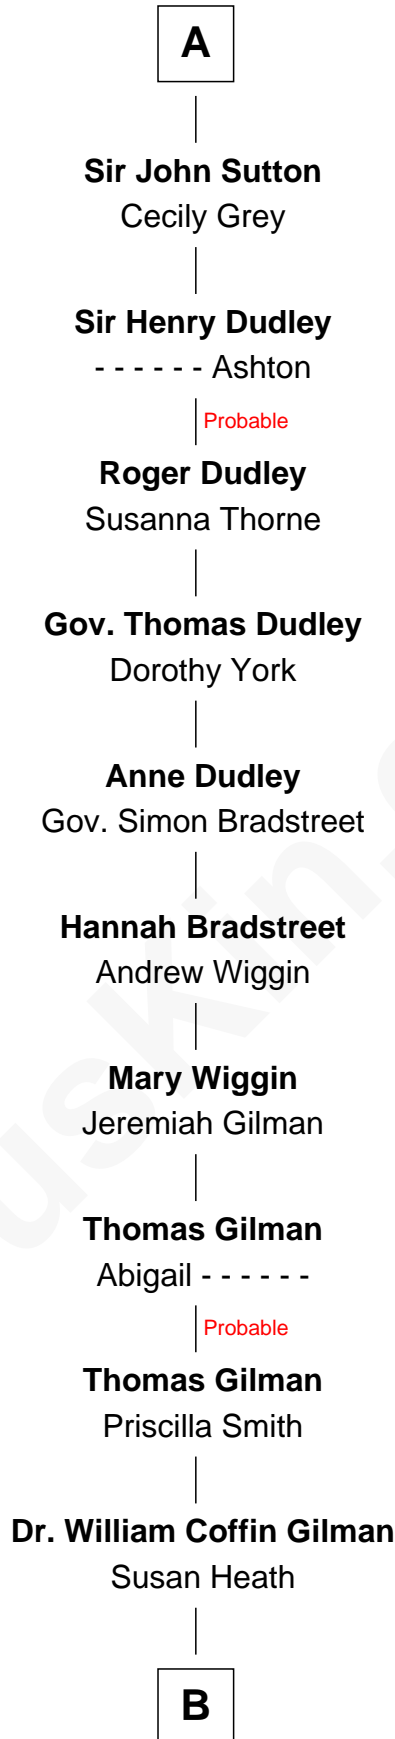 A
Sir John Sutton
Cecily Grey
Sir Henry Dudley
- - - - - - Ashton
Probable
Roger Dudley
Susanna Thorne
Gov. Thomas Dudley
Dorothy York
Anne Dudley
Gov. Simon Bradstreet
Hannah Bradstreet
Andrew Wiggin
Mary Wiggin
Jeremiah Gilman
Thomas Gilman
Abigail - - - - - -
Probable
Thomas Gilman
Priscilla Smith
Dr. William Coffin Gilman
Susan Heath
B